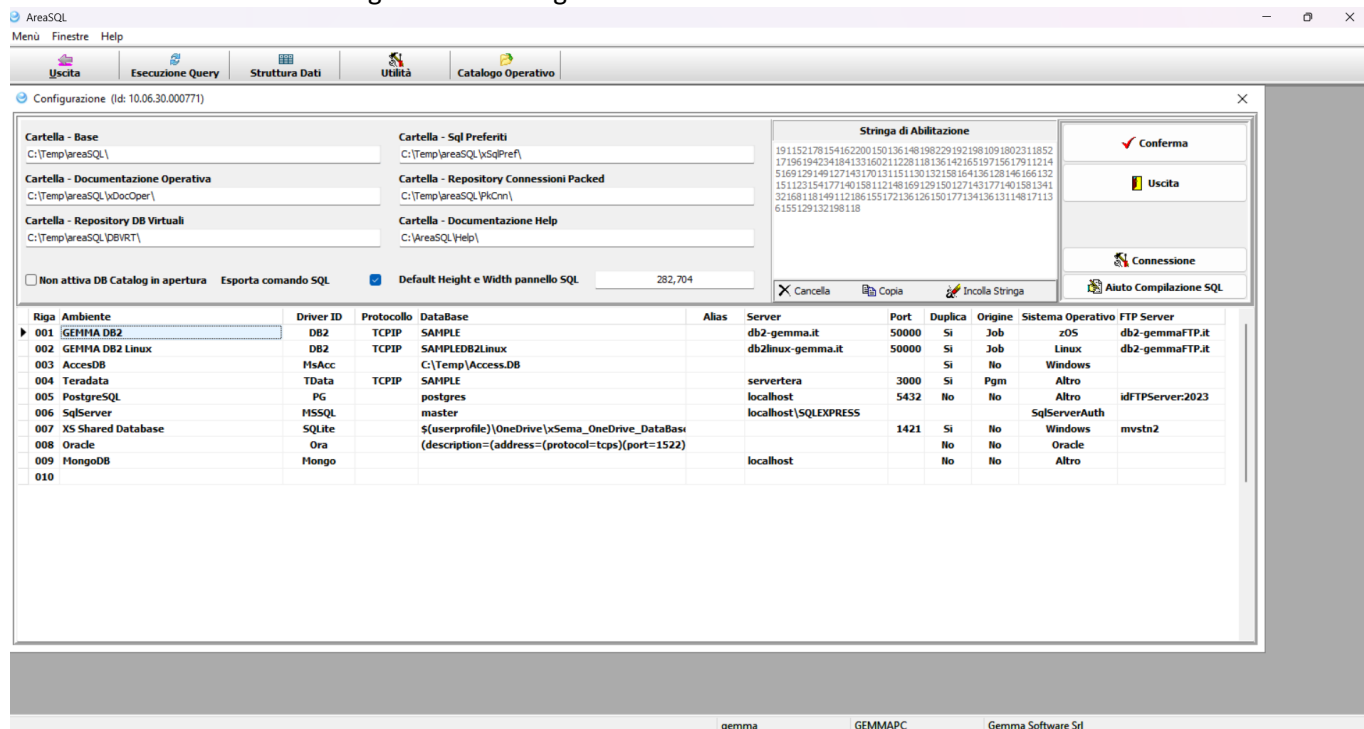 AreaSQL
Menù Finestre Help
Uscita Esecuzione Query Struttura Dati Utilità Catalogo Operativo
Configurazione (Id: 10.06.30.000771)
Cartella - Base
C:\Temp\areaSQL\
Cartella - Documentazione Operativa
C:\Temp\areaSQL\xDocOper\
Cartella - Repository DB Virtuali
C:\Temp\areaSQL\DBVRT\
Cartella - Sql Preferiti
C:\Temp\areaSQL\xSqlPref\
Cartella - Repository Connessioni Packed
C:\Temp\areaSQL\PkCnn\
Cartella - Documentazione Help
C:\AreaSQL\Help\
Non attiva DB Catalog in apertura Esporta comando SQL Default Height e Width pannello SQL 282,704
Stringa di Abilitazione
Cancella Copia Incolla Stringa
Conferma
Uscita
Connessione
Aiuto Compilazione SQL
Riga Ambiente Driver ID Protocollo DataBase Alias Server Port Duplica Origine Sistema Operativo FTP Server
001 GEMMA DB2 DB2 TCPIP SAMPLE db2-gemma.it 50000 Si Job zOS db2-gemmaFTP.it
002 GEMMA DB2 Linux DB2 TCPIP SAMPLEDB2Linux db2linux-gemma.it 50000 Si Job Linux db2-gemmaFTP.it
003 AccesDB MsAcc C:\Temp\Access.DB Si No Windows
004 Teradata TData TCPIP SAMPLE servertera 3000 Si Pgm Altro
005 PostgreSQL PG postgres localhost 5432 No No Altro idFTPServer:2023
006 SqlServer MSSQL master localhost\SQLEXPRESS SqlServerAuth
007 XS Shared Database SQLite $(userprofile)\OneDrive\xSema_OneDrive_DataBase 1421 Si No Windows mvstn2
008 Oracle Ora (description=(address=(protocol=tcps)(port=1522) No No Oracle
009 MongoDB Mongo localhost No No Altro
010
gemma GEMMAPC Gemma Software Srl